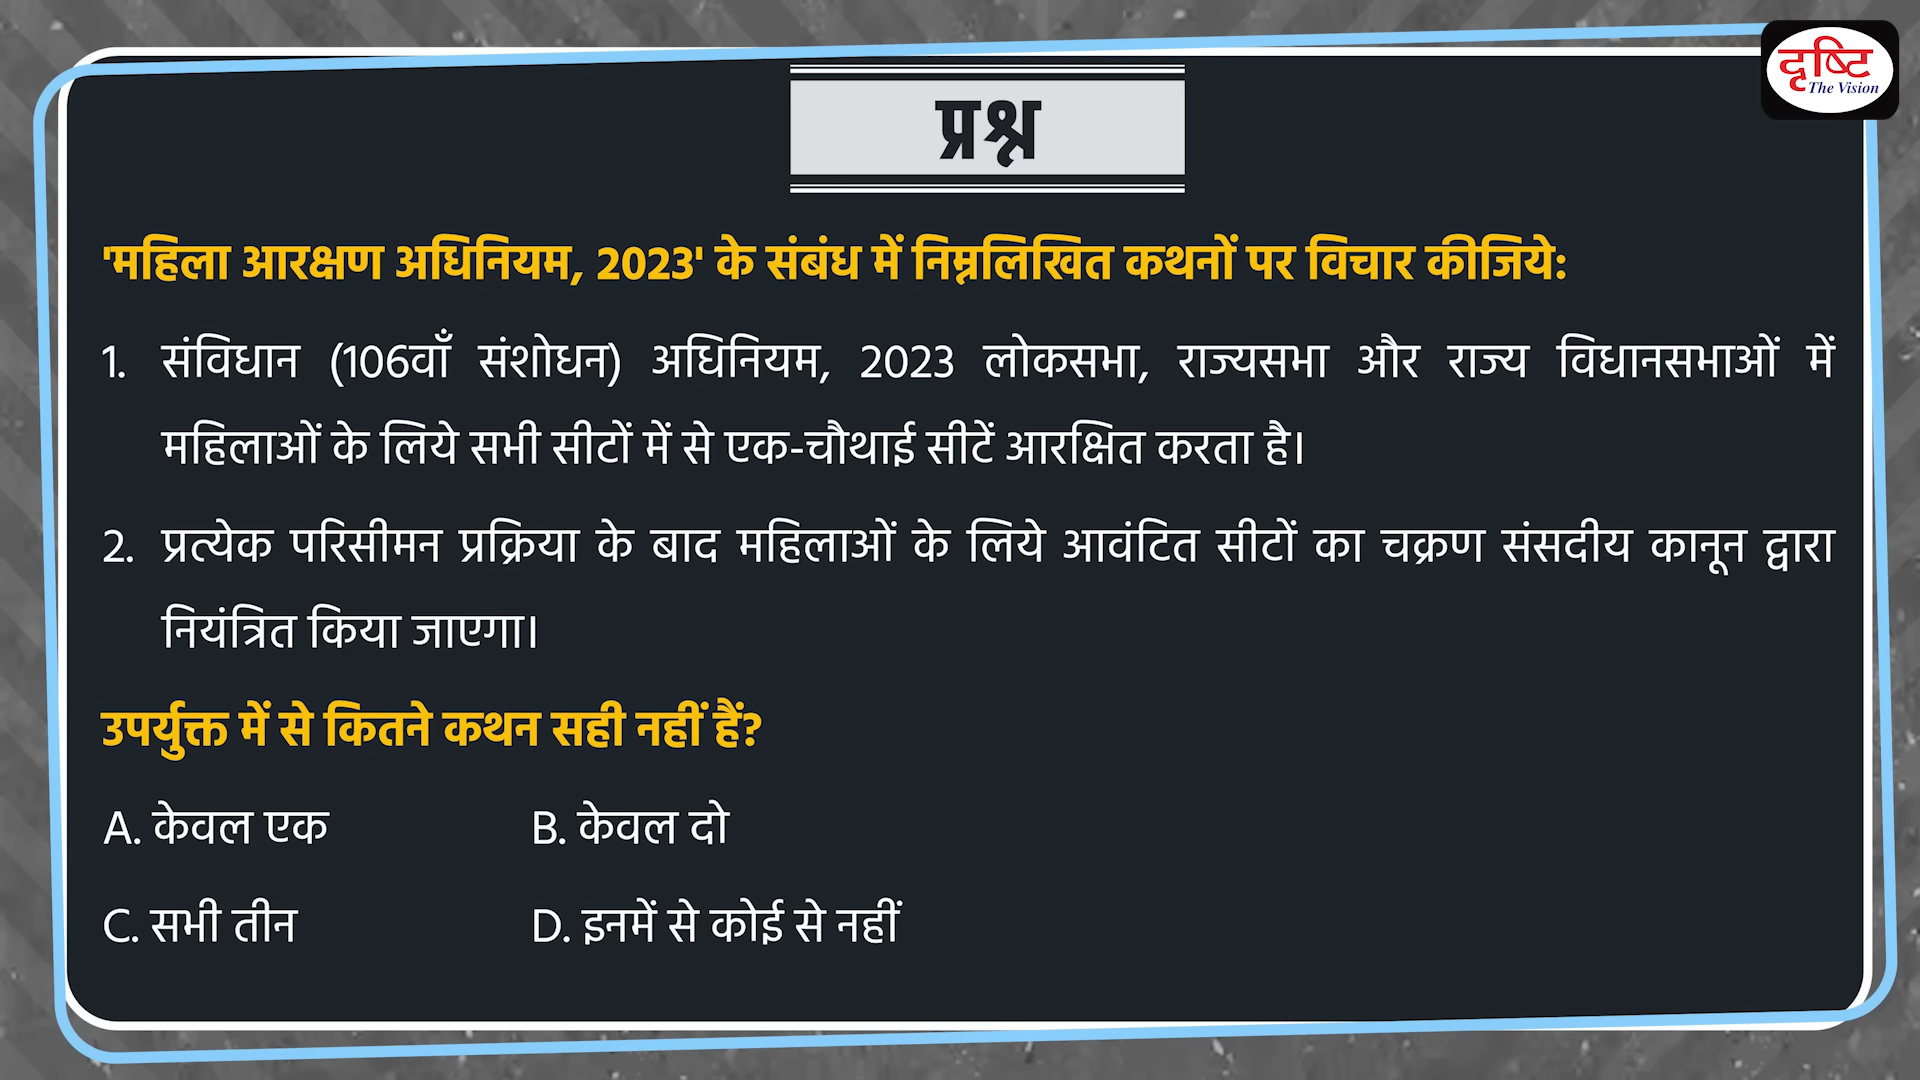 दृष्टि
The Vision
प्रश्न
'महिला आरक्षण अधिनियम, 2023' के संबंध में निम्नलिखित कथनों पर विचार कीजिये:
1. संविधान (106वाँ संशोधन) अधिनियम, 2023 लोकसभा, राज्यसभा और राज्य विधानसभाओं में
महिलाओं के लिये सभी सीटों में से एक-चौथाई सीटें आरक्षित करता है।
2. प्रत्येक परिसीमन प्रक्रिया के बाद महिलाओं के लिये आवंटित सीटों का चक्रण संसदीय कानून द्वारा
नियंत्रित किया जाएगा।
उपर्युक्त में से कितने कथन सही नहीं हैं?
A. केवल एक B. केवल दो
C. सभी तीन D. इनमें से कोई से नहीं